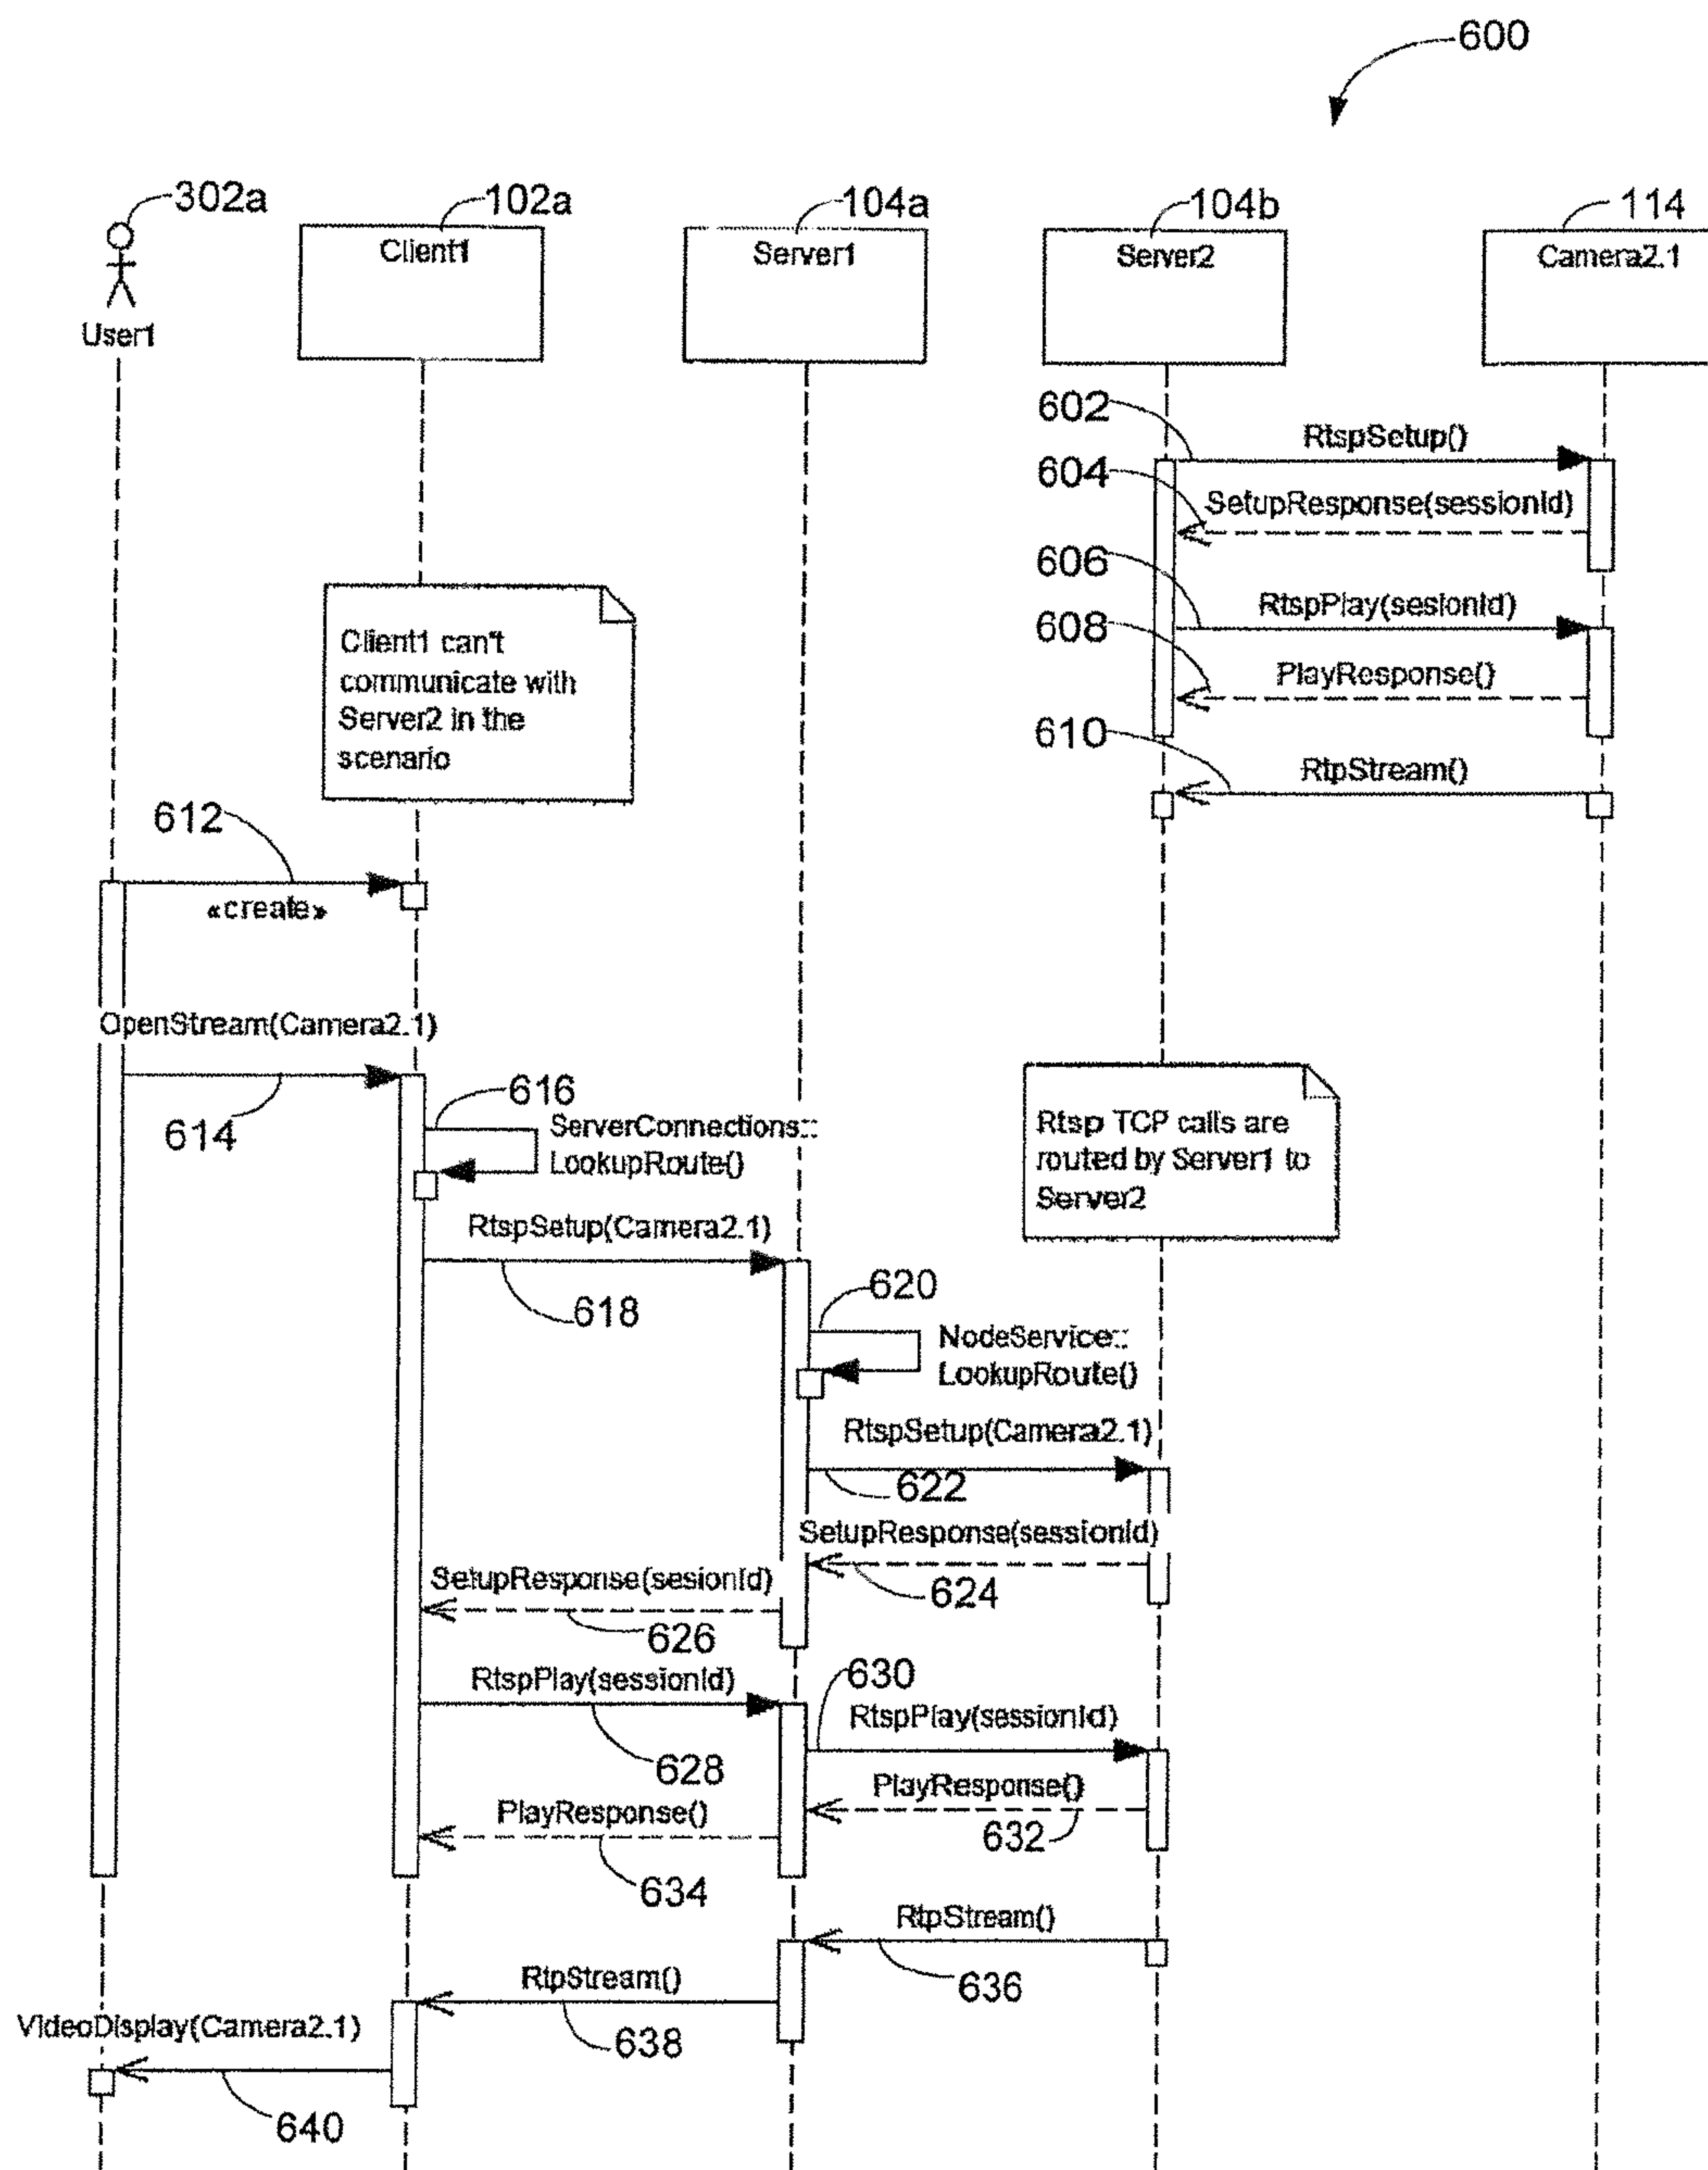 600
302a
102a
104a
104b
114
Client1
Server1
Server2
Camera2.1
User1
602
RtspSetup()
604
SetupResponse(sessionId)
606
RtspPlay(sesionId)
608
PlayResponse()
610
RtpStream()
Client1 can't
communicate with
Server2 in the
scenario
612
«create»
OpenStream(Camera2.1)
614
616
ServerConnections::
LookupRoute()
Rtsp TCP calls are
routed by Server1 to
Server2
RtspSetup(Camera2.1)
618
620
NodeService::
LookupRoute()
RtspSetup(Camera2.1)
622
SetupResponse(sessionId)
624
SetupResponse(sesionId)
626
RtspPlay(sessionId)
628
630
RtspPlay(sessionId)
PlayResponse()
632
PlayResponse()
634
RtpStream()
636
RtpStream()
638
VideoDisplay(Camera2.1)
640